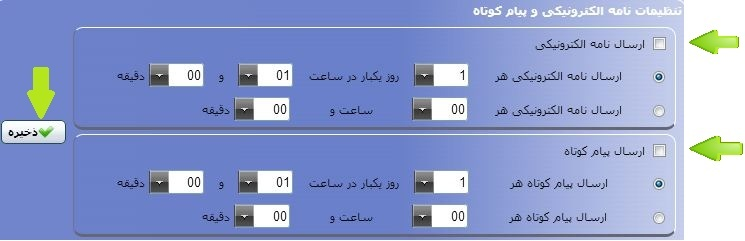 تنظیمات نامه الکترونیکی و پیام کوتاه
ارسال نامه الکترونیکی
ارسال نامه الکترونیکی هر 1 روز یکبار در ساعت 01 و 00 دقیقه
ارسال نامه الکترونیکی هر 00 ساعت و 00 دقیقه
ذخیره
ارسال پیام کوتاه
ارسال پیام کوتاه هر 1 روز یکبار در ساعت 01 و 00 دقیقه
ارسال پیام کوتاه هر 00 ساعت و 00 دقیقه